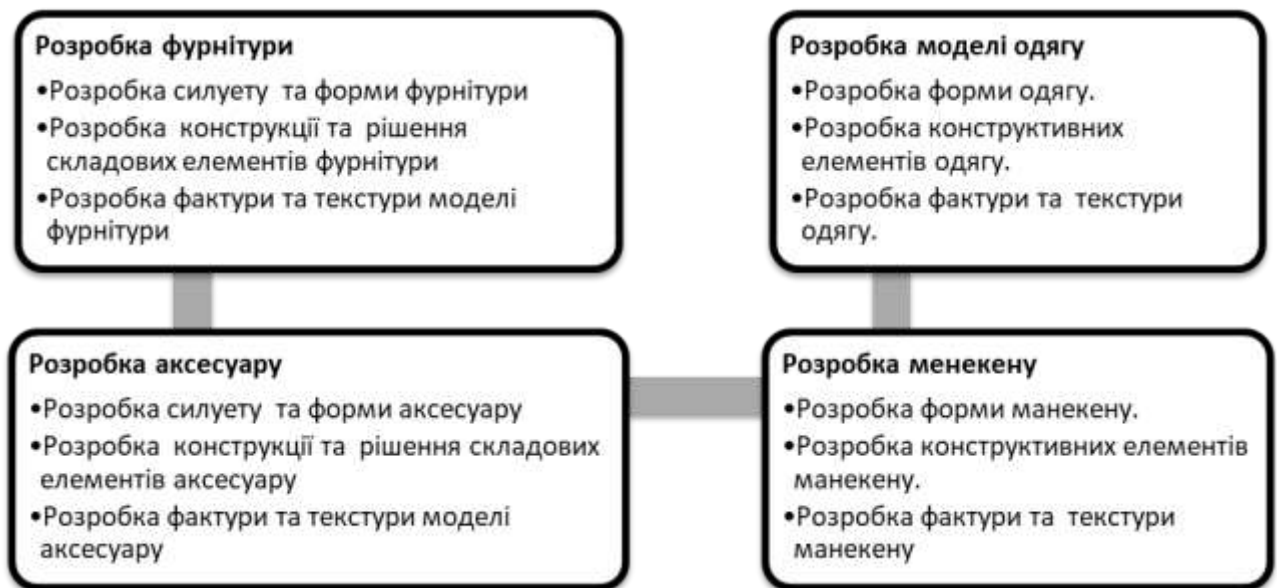 Розробка фурнітури
•Розробка силуету та форми фурнітури
•Розробка конструкції та рішення
складових елементів фурнітури
•Розробка фактури та текстури моделі
фурнітури
Розробка моделі одягу
•Розробка форми одягу.
•Розробка конструктивних
елементів одягу.
•Розробка фактури та текстури
одягу.
Розробка аксесуару
•Розробка силуету та форми аксесуару
•Розробка конструкції та рішення складових
елементів аксесуару
•Розробка фактури та текстури моделі
аксесуару
Розробка менекену
•Розробка форми манекену.
•Розробка конструктивних елементів
манекену.
•Розробка фактури та текстури
манекену